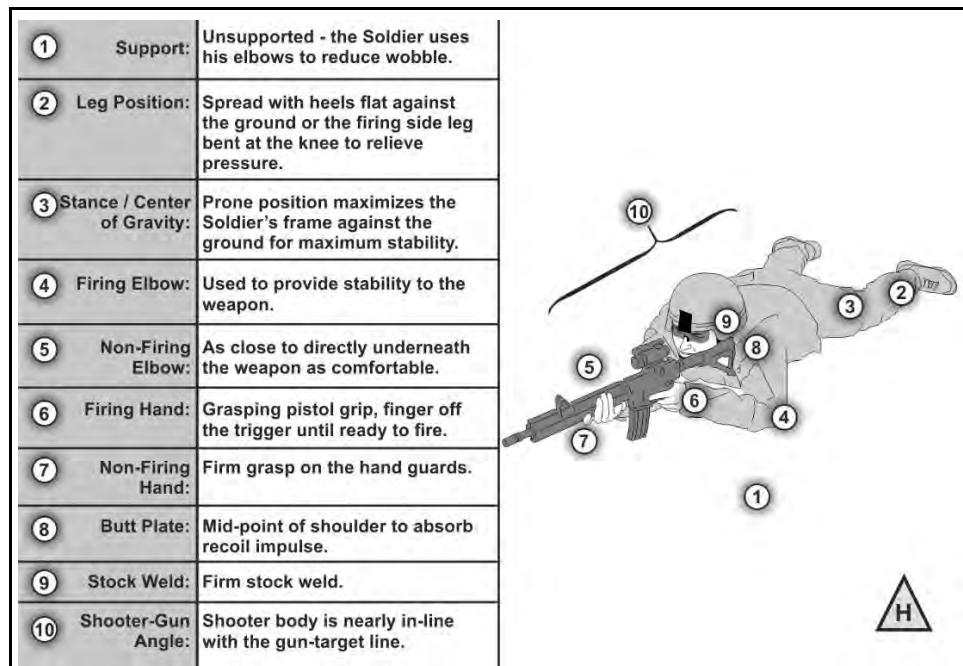 1 Support: Unsupported - the Soldier uses
his elbows to reduce wobble.
2 Leg Position: Spread with heels flat against
the ground or the firing side leg
bent at the knee to relieve
pressure.
3 Stance / Center
of Gravity:
Prone position maximizes the
Soldier's frame against the
ground for maximum stability.
4 Firing Elbow: Used to provide stability to the
weapon.
5 Non-Firing
Elbow:
As close to directly underneath
the weapon as comfortable.
6 Firing Hand: Grasping pistol grip, finger off
the trigger until ready to fire.
7 Non-Firing
Hand:
Firm grasp on the hand guards.
8 Butt Plate: Mid-point of shoulder to absorb
recoil impulse.
9 Stock Weld: Firm stock weld.
10 Shooter-Gun
Angle:
Shooter body is nearly in-line
with the gun-target line.
10
9
3
2
8
5
6
4
7
1
H